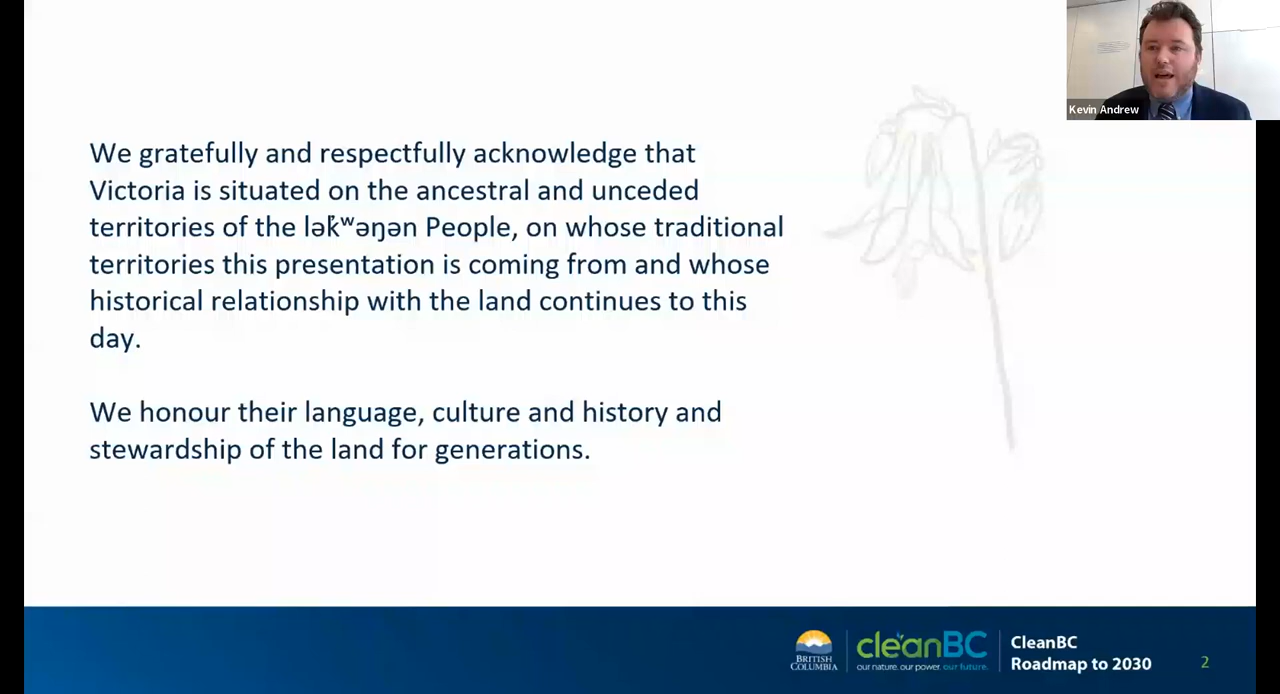 Kevin Andrew
We gratefully and respectfully acknowledge that
Victoria is situated on the ancestral and unceded
territories of the lək̓ʷəŋən People, on whose traditional
territories this presentation is coming from and whose
historical relationship with the land continues to this
day.
We honour their language, culture and history and
stewardship of the land for generations.
BRITISH
COLUMBIA
cleanBC
our nature. our power. our future.
CleanBC
Roadmap to 2030
2